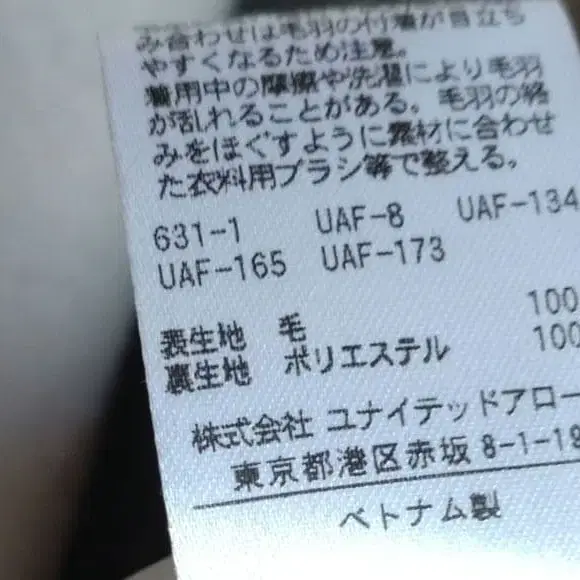 み合わせは毛羽の付着が目立ち
やすくなるため注意。
着用中の摩擦や洗濯により毛羽
が乱れることがある。毛羽の絡
みをほぐすように素材に合わせ
た衣料用ブラシ等で整える。
631-1 UAF-8 UAF-134
UAF-165 UAF-173
表生地 毛 100
裏生地 ポリエステル 100
株式会社 ユナイテッドアロー
東京都港区赤坂 8-1-19
ベトナム製